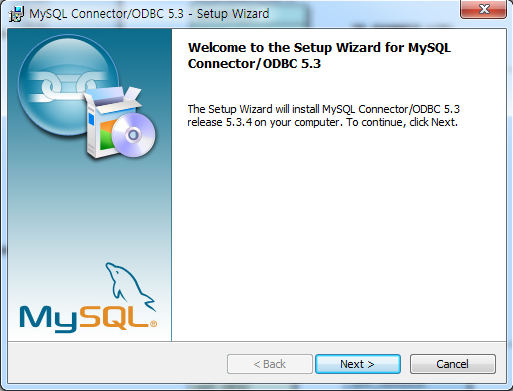 MySQL Connector/ODBC 5.3 - Setup Wizard
Welcome to the Setup Wizard for MySQL
Connector/ODBC 5.3
The Setup Wizard will install MySQL Connector/ODBC 5.3
release 5.3.4 on your computer. To continue, click Next.
MySQL®
< Back
Next >
Cancel